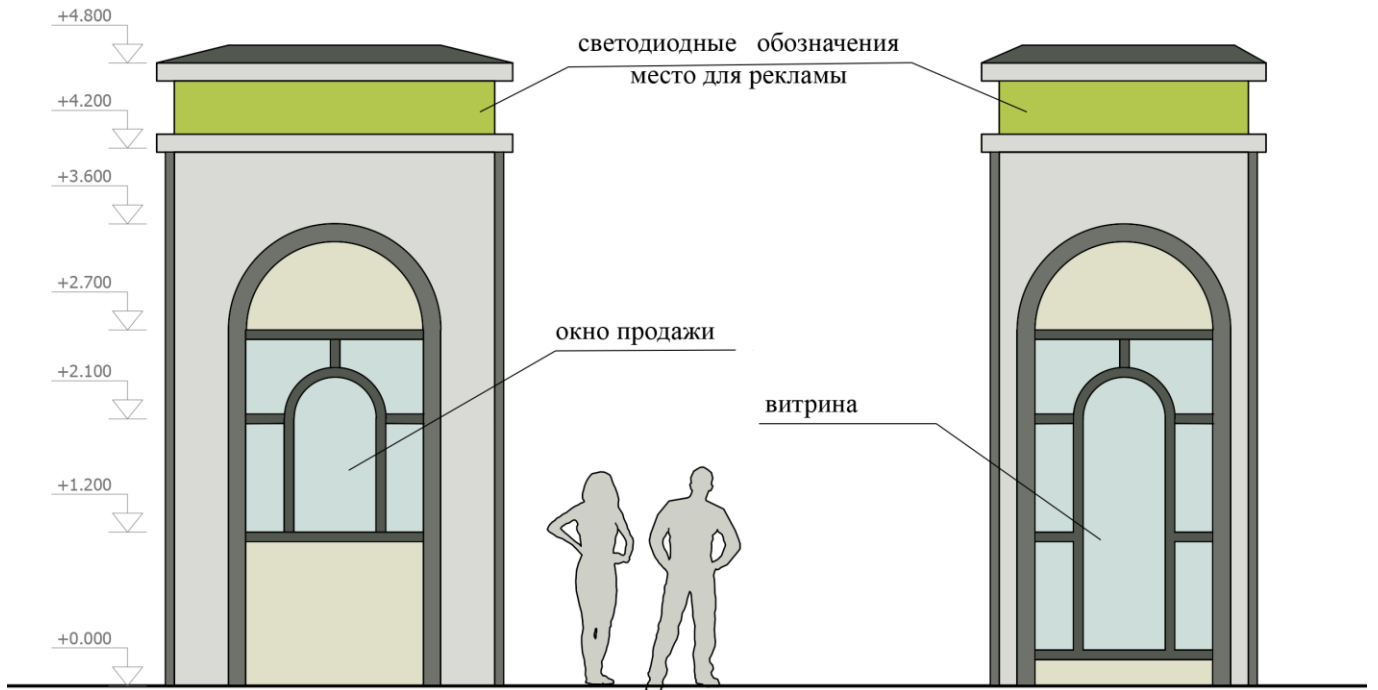 +4.800
светодиодные обозначения
место для рекламы
+4.200
+3.600
+2.700
окно продажи
+2.100
витрина
+1.200
+0.000